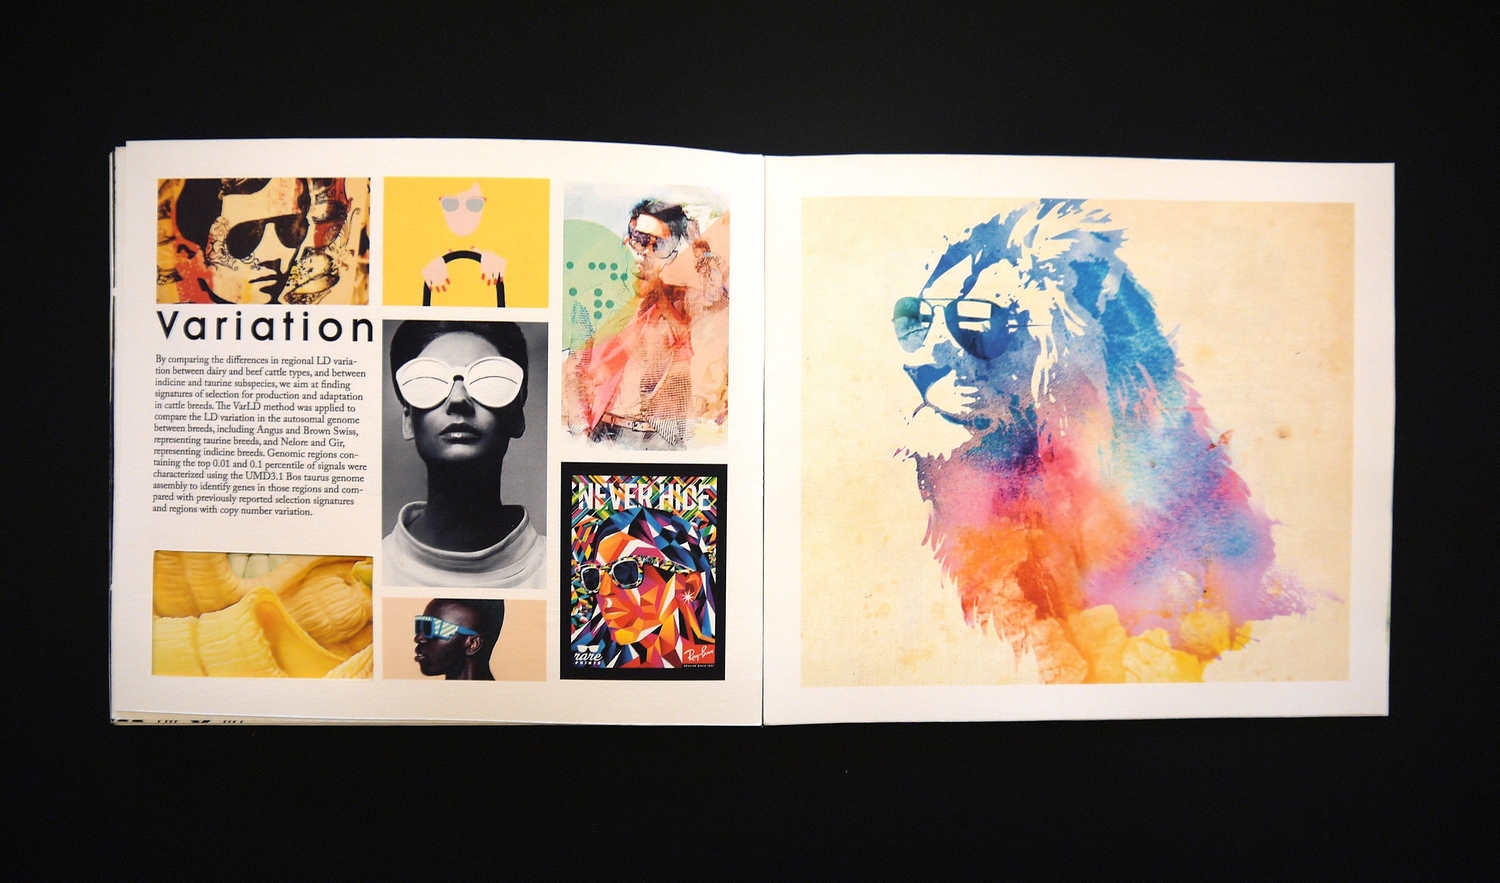 Variation
By comparing the differences in regional LD varia-
tion between dairy and beef cattle types, and between
indicine and taurine subspecies, we aim at finding
signatures of selection for production and adaptation
in cattle breeds. The VarLD method was applied to
compare the LD variation in the autosomal genome
between breeds, including Angus and Brown Swiss,
representing taurine breeds, and Nelore and Gir,
representing indicine breeds. Genomic regions con-
taining the top 0.01 and 0.1 percentile of signals were
characterized using the UMD3.1 Bos taurus genome
assembly to identify genes in those regions and com-
pared with previously reported selection signatures
and regions with copy number variation.
NEVER HIDE
rare
PRINTS
Ray-Ban